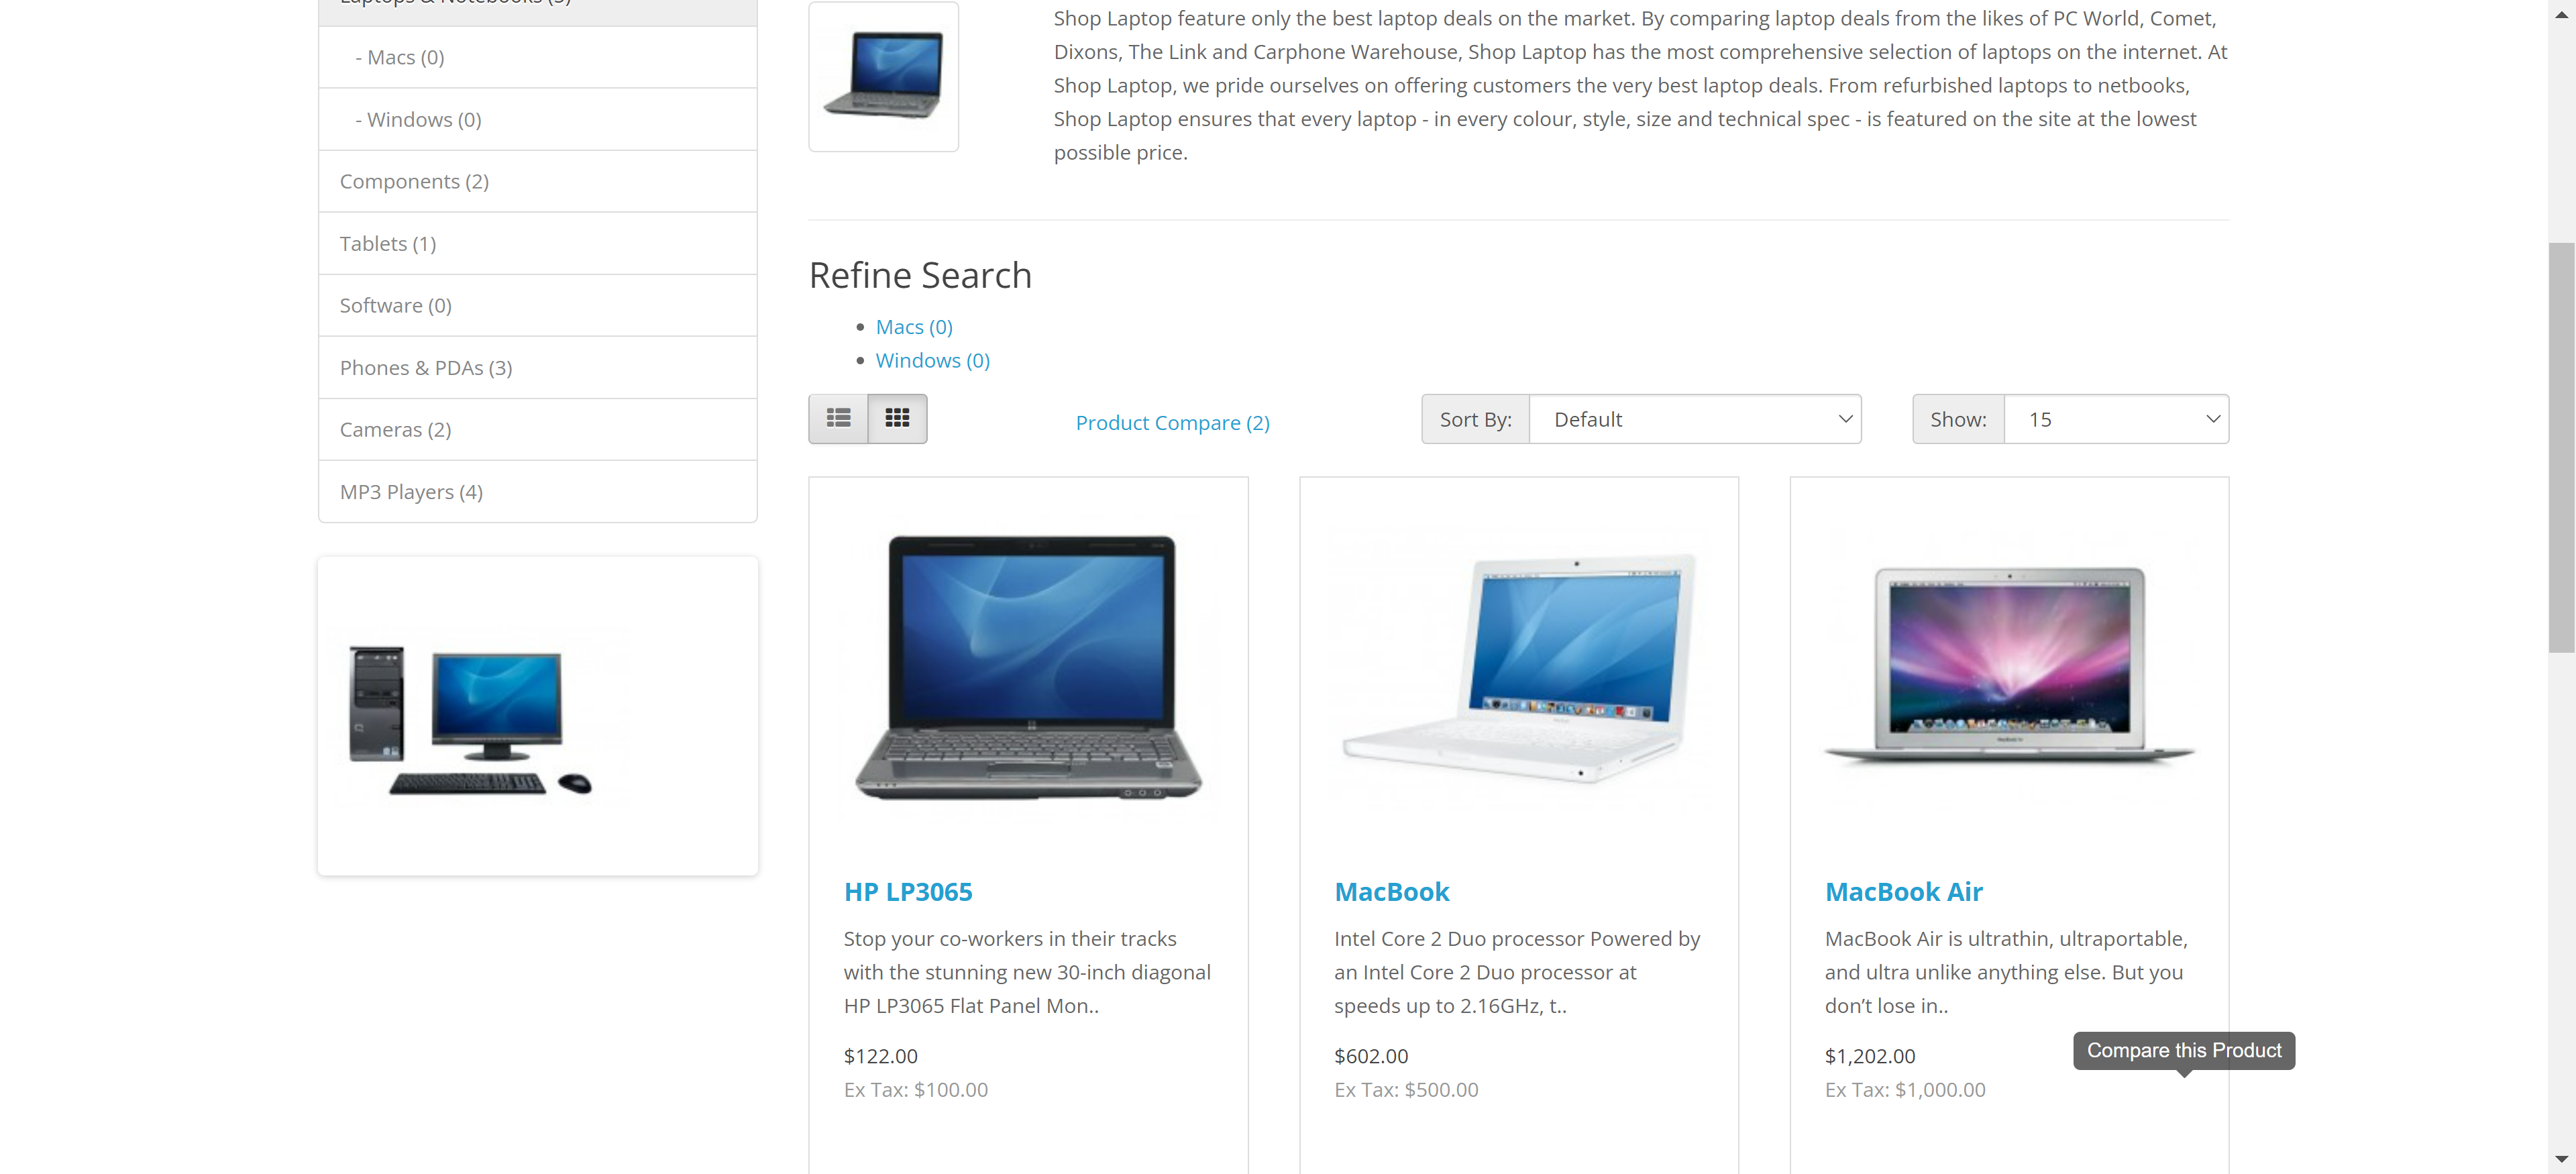 Laptops & Notebooks (5)
- Macs (0)
- Windows (0)
Components (2)
Tablets (1)
Software (0)
Phones & PDAs (3)
Cameras (2)
MP3 Players (4)
Shop Laptop feature only the best laptop deals on the market. By comparing laptop deals from the likes of PC World, Comet,
Dixons, The Link and Carphone Warehouse, Shop Laptop has the most comprehensive selection of laptops on the internet. At
Shop Laptop, we pride ourselves on offering customers the very best laptop deals. From refurbished laptops to netbooks,
Shop Laptop ensures that every laptop - in every colour, style, size and technical spec - is featured on the site at the lowest
possible price.
Refine Search
Macs (0)
Windows (0)
Product Compare (2)
Sort By: Default
Show: 15
HP LP3065
Stop your co-workers in their tracks
with the stunning new 30-inch diagonal
HP LP3065 Flat Panel Mon..
$122.00
Ex Tax: $100.00
MacBook
Intel Core 2 Duo processor Powered by
an Intel Core 2 Duo processor at
speeds up to 2.16GHz, t..
$602.00
Ex Tax: $500.00
MacBook Air
MacBook Air is ultrathin, ultraportable,
and ultra unlike anything else. But you
don’t lose in..
$1,202.00
Ex Tax: $1,000.00
Compare this Product